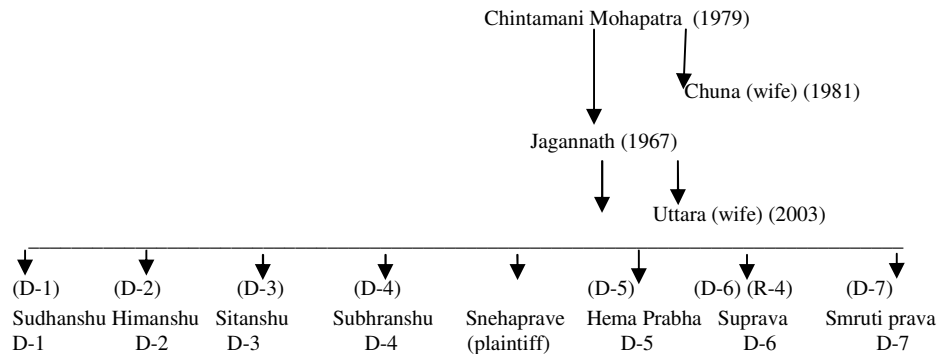 Chintamani Mohapatra (1979)
Chuna (wife) (1981)
Jagannath (1967)
Uttara (wife) (2003)
(D-1) (D-2) (D-3) (D-4) (D-5) (D-6) (R-4) (D-7)
Sudhanshu Himanshu Sitanshu Subhranshu Snehaprave Hema Prabha Suprava Smruti prava
D-1 D-2 D-3 D-4 (plaintiff) D-5 D-6 D-7